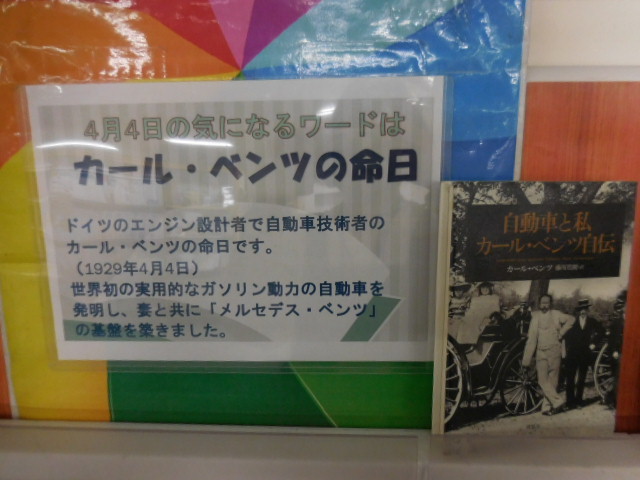 4月4日の気になるワードは
カール・ベンツの命日
ドイツのエンジン設計者で自動車技術者の
カール・ベンツの命日です。
（1929年4月4日）
世界初の実用的なガソリン動力の自動車を
発明し、妻と共に「メルセデス・ベンツ」
の基盤を築きました。
自動車と私
カール・ベンツ自伝
カール・ベンツ